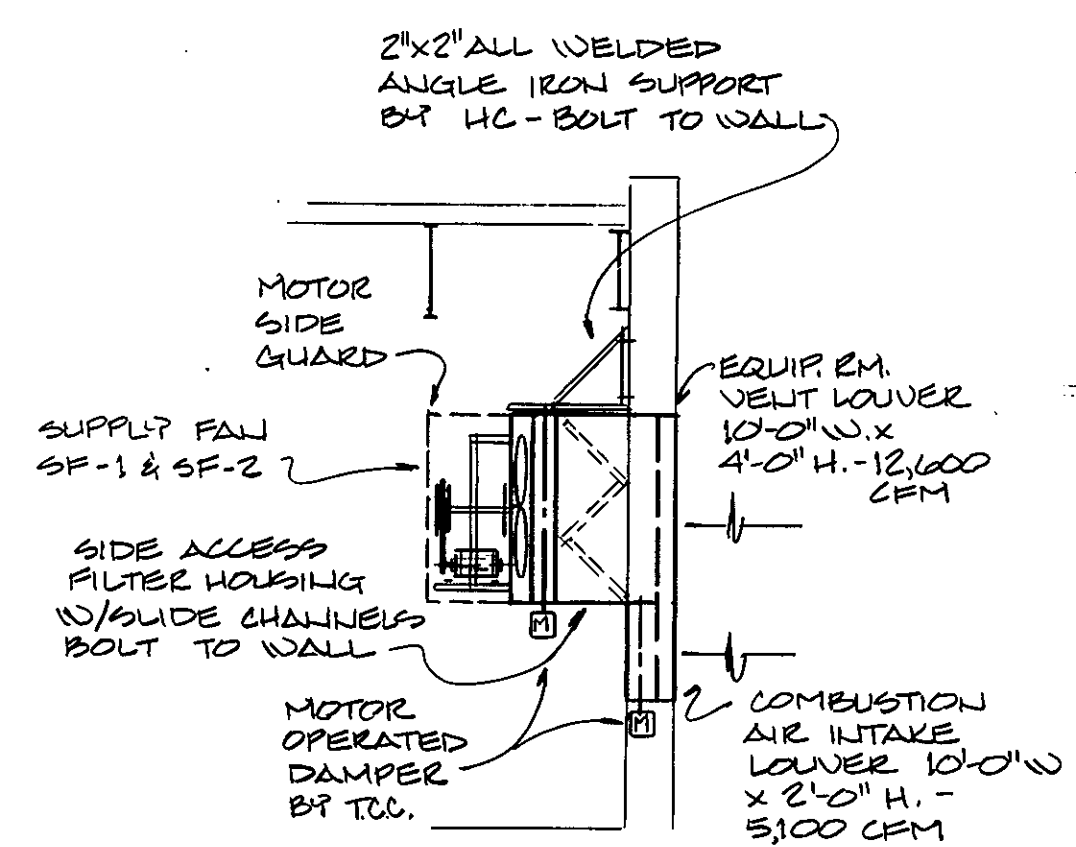 2"x2" ALL WELDED
ANGLE IRON SUPPORT
BY HC - BOLT TO WALL
MOTOR
SIDE
GUARD
SUPPLY FAN
SF-1 & SF-2
SIDE ACCESS
FILTER HOUSING
W/SLIDE CHANNELS
BOLT TO WALL
MOTOR
OPERATED
DAMPER
BY T.C.C.
EQUIP. RM.
VENT LOUVER
10'-0" W. x
4'-0" H. - 12,600
CFM
COMBUSTION
AIR INTAKE
LOUVER 10'-0" W
x 2'-0" H. -
5,100 CFM
M
M